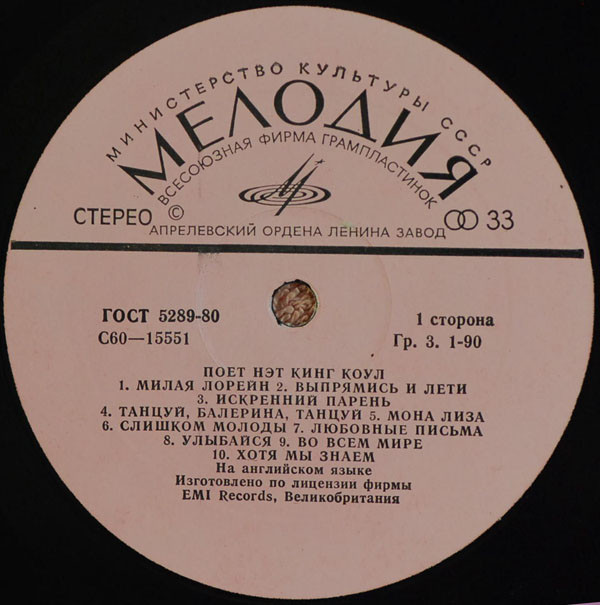 МИНИСТЕРСТВО КУЛЬТУРЫ СССР
МЕЛОДИЯ
ВСЕСОЮЗНАЯ ФИРМА ГРАМПЛАСТИНОК
СТЕРЕО © 33
АПРЕЛЕВСКИЙ ОРДЕНА ЛЕНИНА ЗАВОД
ГОСТ 5289-80 1 сторона
С60—15551 Гр. 3. 1-90
ПОЕТ НЭТ КИНГ КОУЛ
1. МИЛАЯ ЛОРЕЙН 2. ВЫПРЯМИСЬ И ЛЕТИ
3. ИСКРЕННИЙ ПАРЕНЬ
4. ТАНЦУЙ, БАЛЕРИНА, ТАНЦУЙ 5. МОНА ЛИЗА
6. СЛИШКОМ МОЛОДЫ 7. ЛЮБОВНЫЕ ПИСЬМА
8. УЛЫБАЙСЯ 9. ВО ВСЕМ МИРЕ
10. ХОТЯ МЫ ЗНАЕМ
На английском языке
Изготовлено по лицензии фирмы
EMI Records, Великобритания